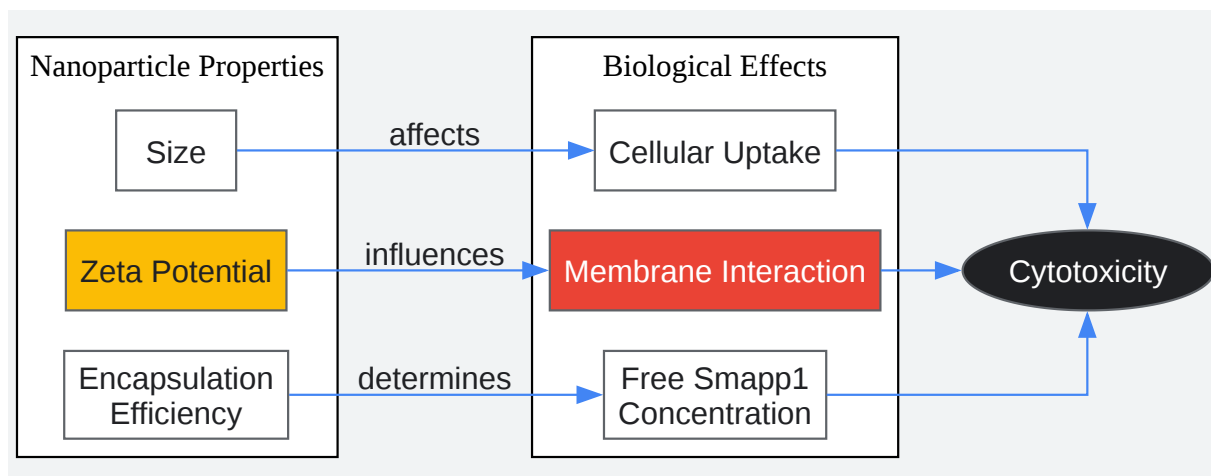 Nanoparticle Properties
Biological Effects
Size
affects
Cellular Uptake
Zeta Potential
influences
Membrane Interaction
Cytotoxicity
Encapsulation
Efficiency
determines
Free Smapp1
Concentration